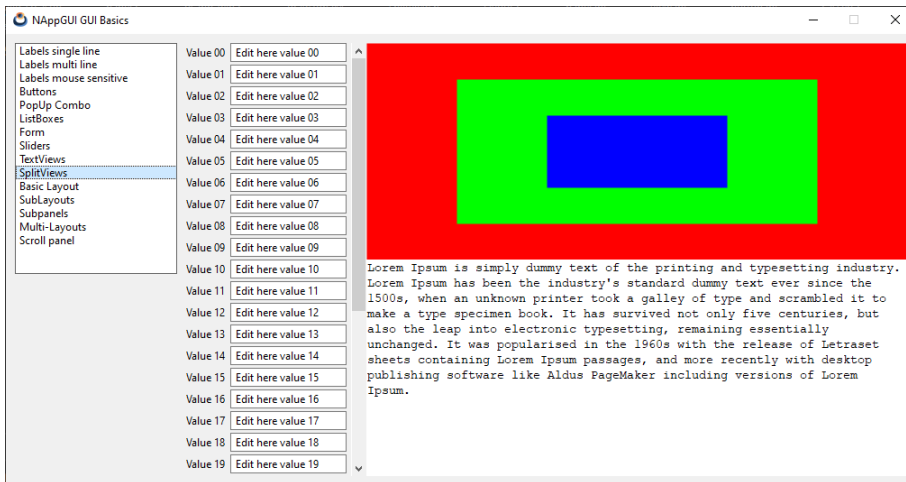 NAppGUI GUI Basics
Labels single line
Labels multi line
Labels mouse sensitive
Buttons
PopUp Combo
ListBoxes
Form
Sliders
TextViews
SplitViews
Basic Layout
SubLayouts
Subpanels
Multi-Layouts
Scroll panel
Value 00 Edit here value 00
Value 01 Edit here value 01
Value 02 Edit here value 02
Value 03 Edit here value 03
Value 04 Edit here value 04
Value 05 Edit here value 05
Value 06 Edit here value 06
Value 07 Edit here value 07
Value 08 Edit here value 08
Value 09 Edit here value 09
Value 10 Edit here value 10
Value 11 Edit here value 11
Value 12 Edit here value 12
Value 13 Edit here value 13
Value 14 Edit here value 14
Value 15 Edit here value 15
Value 16 Edit here value 16
Value 17 Edit here value 17
Value 18 Edit here value 18
Value 19 Edit here value 19
Lorem Ipsum is simply dummy text of the printing and typesetting industry.
Lorem Ipsum has been the industry's standard dummy text ever since the
1500s, when an unknown printer took a galley of type and scrambled it to
make a type specimen book. It has survived not only five centuries, but
also the leap into electronic typesetting, remaining essentially
unchanged. It was popularised in the 1960s with the release of Letraset
sheets containing Lorem Ipsum passages, and more recently with desktop
publishing software like Aldus PageMaker including versions of Lorem
Ipsum.